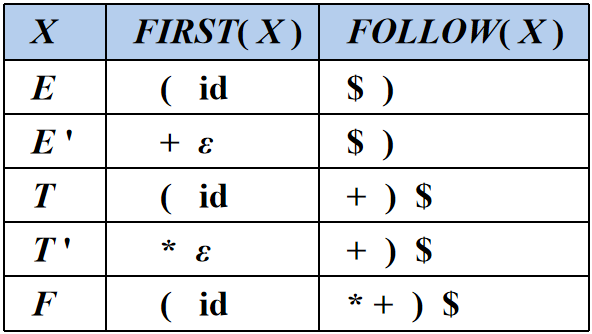 X FIRST( X ) FOLLOW( X )
E ( id $ )
E ' + ε $ )
T ( id + ) $
T ' * ε + ) $
F ( id * + ) $